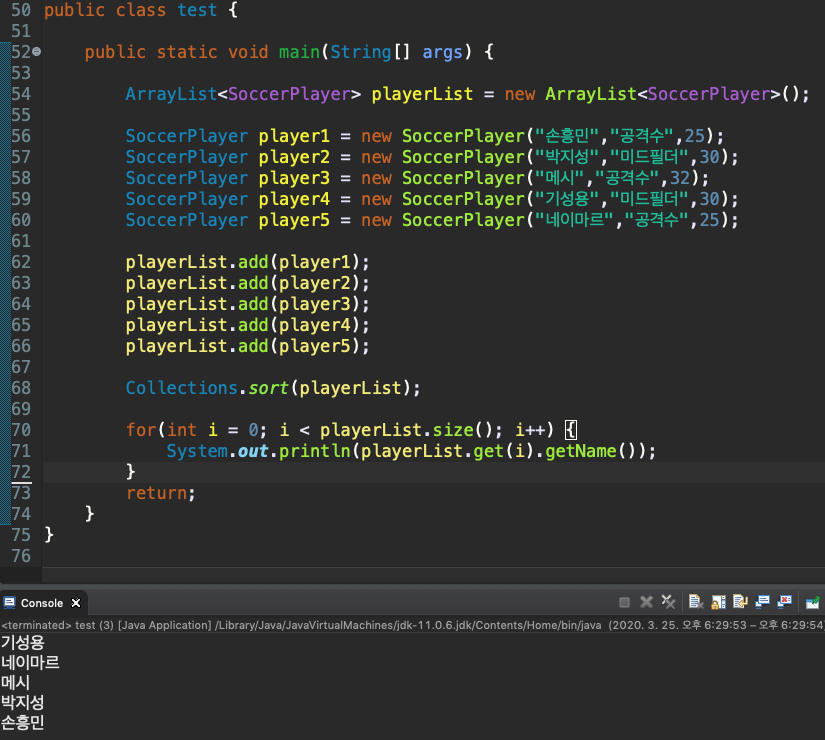 50 public class test {
51
52 public static void main(String[] args) {
53
54 ArrayList<SoccerPlayer> playerList = new ArrayList<SoccerPlayer>();
55
56 SoccerPlayer player1 = new SoccerPlayer("손흥민","공격수",25);
57 SoccerPlayer player2 = new SoccerPlayer("박지성","미드필더",30);
58 SoccerPlayer player3 = new SoccerPlayer("메시","공격수",32);
59 SoccerPlayer player4 = new SoccerPlayer("기성용","미드필더",30);
60 SoccerPlayer player5 = new SoccerPlayer("네이마르","공격수",25);
61
62 playerList.add(player1);
63 playerList.add(player2);
64 playerList.add(player3);
65 playerList.add(player4);
66 playerList.add(player5);
67
68 Collections.sort(playerList);
69
70 for(int i = 0; i < playerList.size(); i++) {
71 System.out.println(playerList.get(i).getName());
72 }
73 return;
74 }
75 }
76
Console
<terminated> test (3) [Java Application] /Library/Java/JavaVirtualMachines/jdk-11.0.6.jdk/Contents/Home/bin/java (2020. 3. 25. 오후 6:29:53 – 오후 6:29:54)
기성용
네이마르
메시
박지성
손흥민